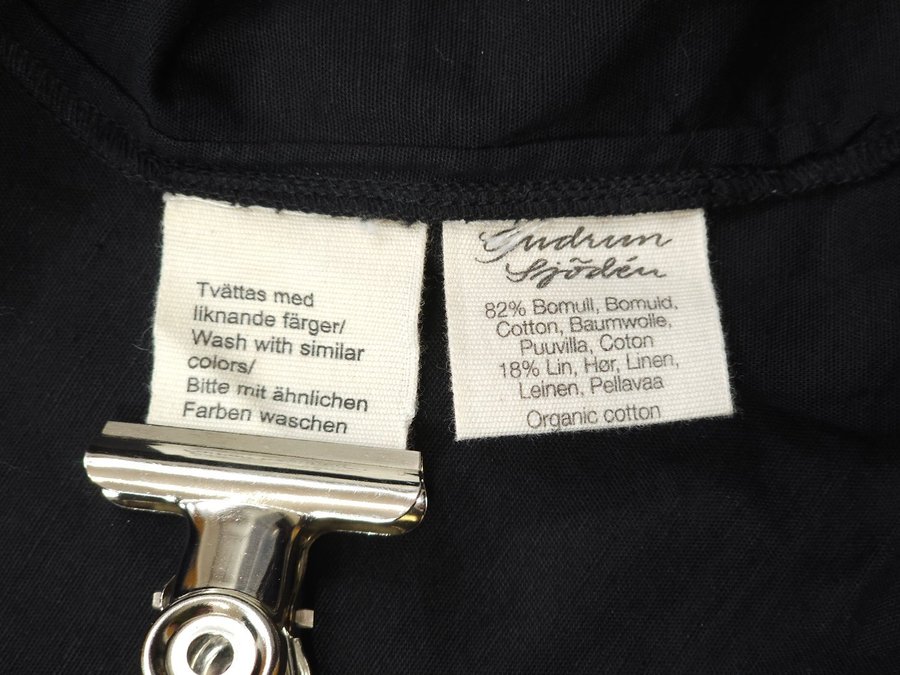 Tvättas med
liknande färger/
Wash with similar
colors/
Bitte mit ähnlichen
Farben waschen
Gudrun
Sjödén
82% Bomull, Bomuld,
Cotton, Baumwolle,
Puuvilla, Coton
18% Lin, Hør, Linen,
Leinen, Pellavaa
Organic cotton